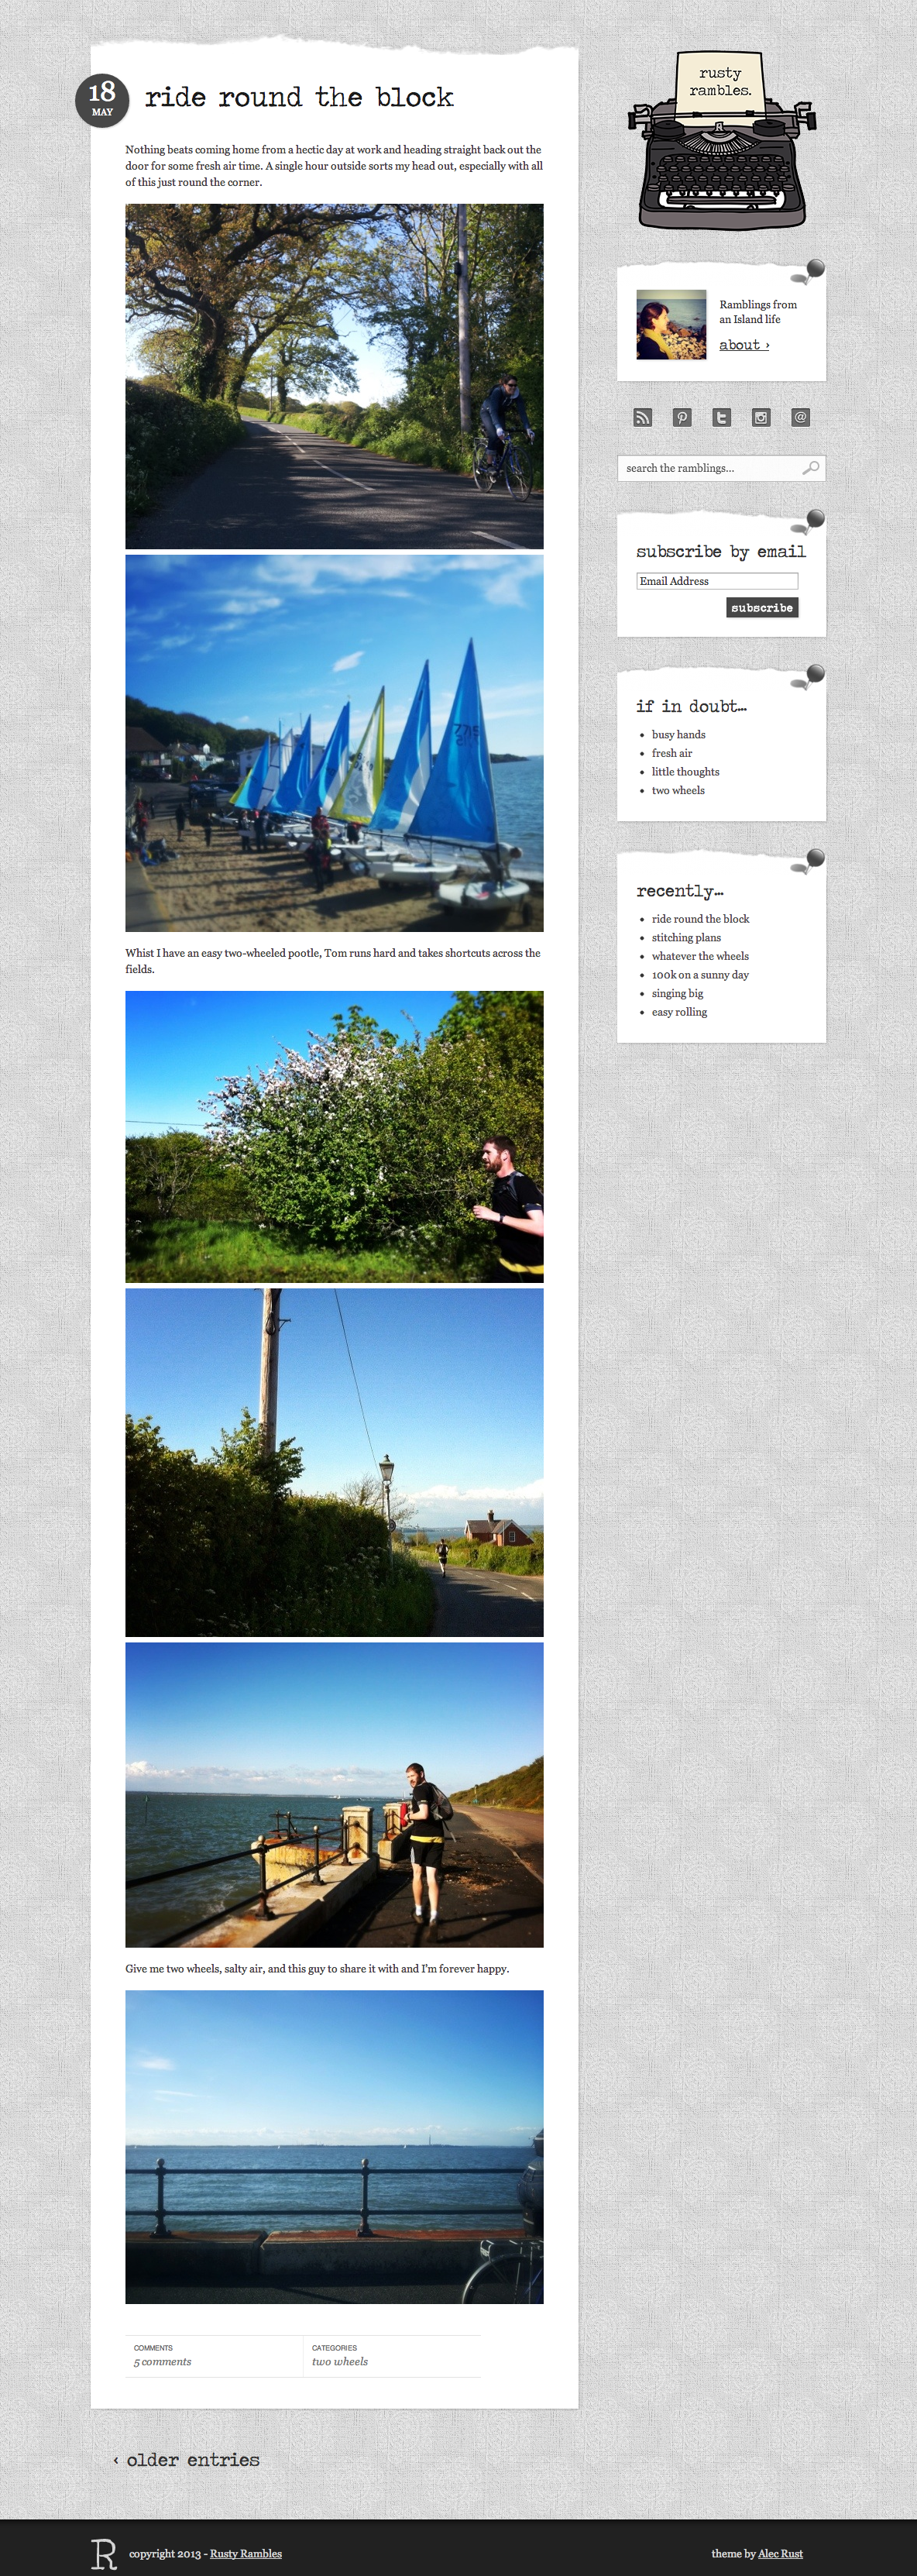 18
MAY
ride round the block
Nothing beats coming home from a hectic day at work and heading straight back out the
door for some fresh air time. A single hour outside sorts my head out, especially with all
of this just round the corner.
Whist I have an easy two-wheeled pootle, Tom runs hard and takes shortcuts across the
fields.
Give me two wheels, salty air, and this guy to share it with and I'm forever happy.
COMMENTS
5 comments
CATEGORIES
two wheels
‹ older entries
rusty
rambles.
Ramblings from
an Island life
about ›
search the ramblings...
subscribe by email
Email Address
subscribe
if in doubt...
• busy hands
• fresh air
• little thoughts
• two wheels
recently...
• ride round the block
• stitching plans
• whatever the wheels
• 100k on a sunny day
• singing big
• easy rolling
R
copyright 2013 - Rusty Rambles
theme by Alec Rust